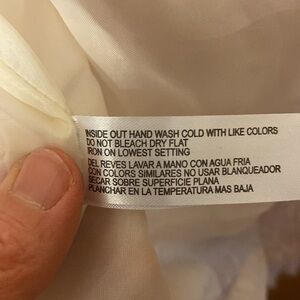 INSIDE OUT HAND WASH COLD WITH LIKE COLORS
DO NOT BLEACH DRY FLAT
IRON ON LOWEST SETTING
DEL REVES LAVAR A MANO CON AGUA FRIA
CON COLORS SIMILARES NO USAR BLANQUEADOR
SECAR SOBRE SUPERFICIE PLANA
PLANCHAR EN LA TEMPERATURA MAS BAJA